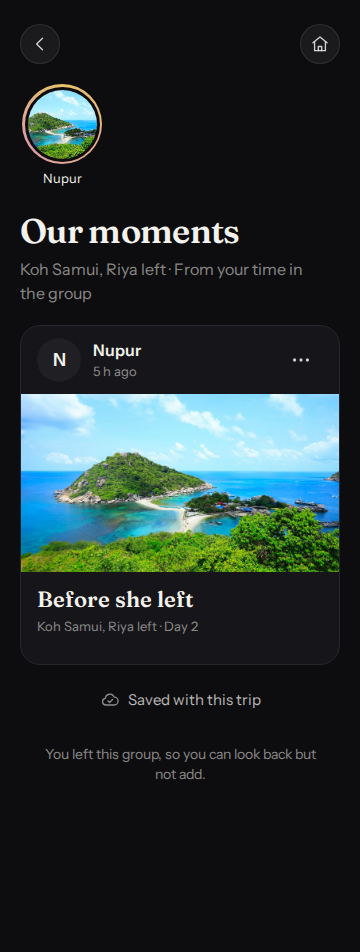 Nupur
Our moments
Koh Samui, Riya left · From your time in
the group
N
Nupur
5 h ago
Before she left
Koh Samui, Riya left · Day 2
Saved with this trip
You left this group, so you can look back but
not add.